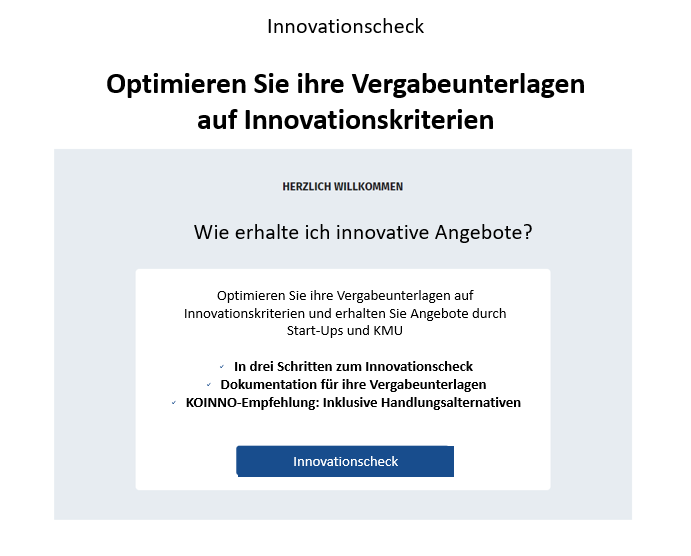 Innovationscheck
Optimieren Sie ihre Vergabeunterlagen
auf Innovationskriterien
HERZLICH WILLKOMMEN
Wie erhalte ich innovative Angebote?
Optimieren Sie ihre Vergabeunterlagen auf
Innovationskriterien und erhalten Sie Angebote durch
Start-Ups und KMU
✓ In drei Schritten zum Innovationscheck
✓ Dokumentation für ihre Vergabeunterlagen
✓ KOINNO-Empfehlung: Inklusive Handlungsalternativen
Innovationscheck